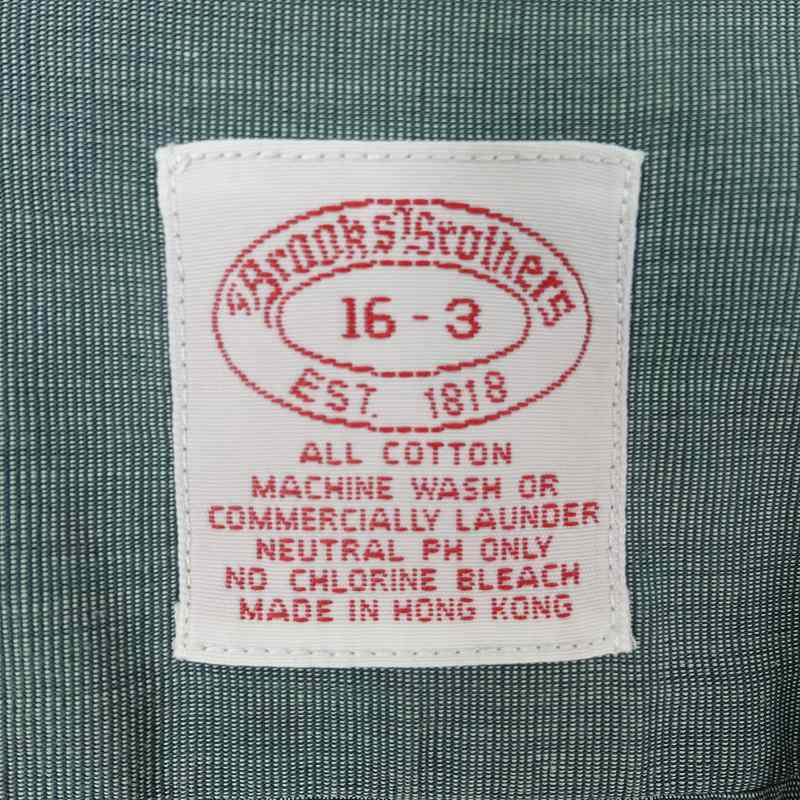 Brooks Brothers
16 - 3
EST. 1818
ALL COTTON
MACHINE WASH OR
COMMERCIALLY LAUNDER
NEUTRAL PH ONLY
NO CHLORINE BLEACH
MADE IN HONG KONG